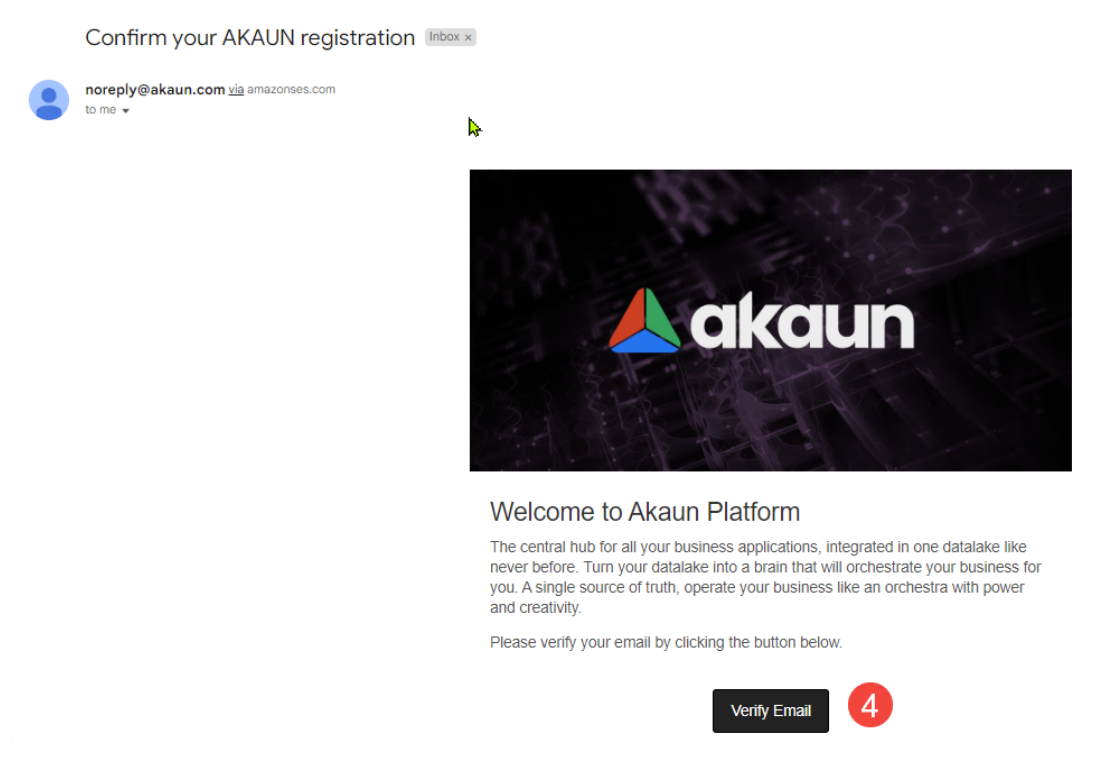 Confirm your AKAUN registration Inbox ×
noreply@akaun.com via amazonses.com
to me
akaun
Welcome to Akaun Platform
The central hub for all your business applications, integrated in one datalake like
never before. Turn your datalake into a brain that will orchestrate your business for
you. A single source of truth, operate your business like an orchestra with power
and creativity.
Please verify your email by clicking the button below.
Verify Email 4